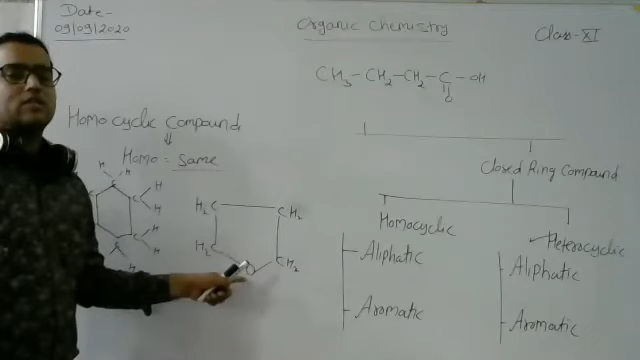 Date-
09/09/2020
Organic chemistry
Class-XI
CH3-CH2-CH2-C-OH
O
Homocyclic Compound
⇓
Homo = Same
H
H
H
H
H
H
H
H2C
CH2
H2C
CH2
O
Closed Ring Compound
Homocyclic
Aliphatic
Aromatic
Heterocyclic
Aliphatic
Aromatic